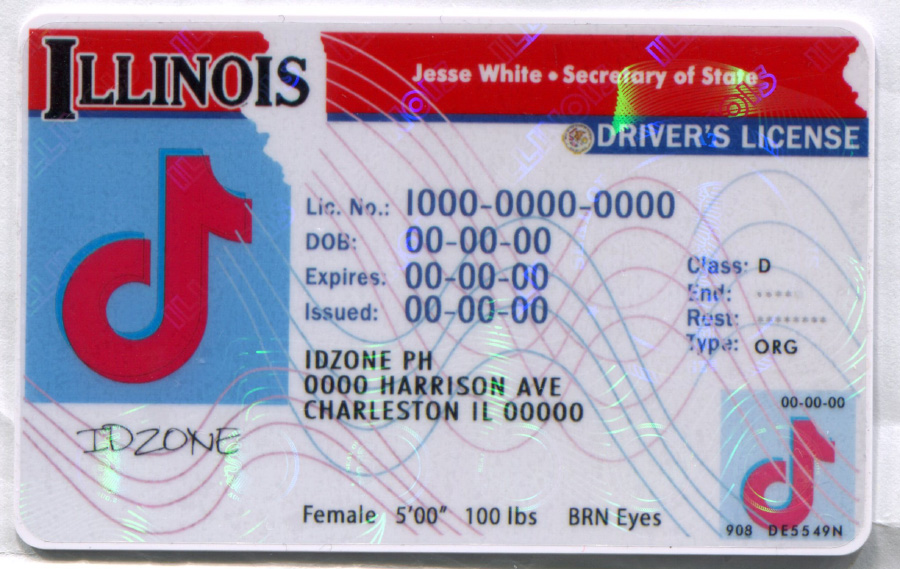 ILLINOIS
Jesse White • Secretary of State
DRIVER'S LICENSE
Lic. No.: I000-0000-0000
DOB: 00-00-00
Expires: 00-00-00
Issued: 00-00-00
Class: D
End: *****
Rest: ********
Type: ORG
IDZONE PH
0000 HARRISON AVE
CHARLESTON IL 00000
00-00-00
IDZONE
Female 5'00" 100 lbs BRN Eyes
908 DE5549N